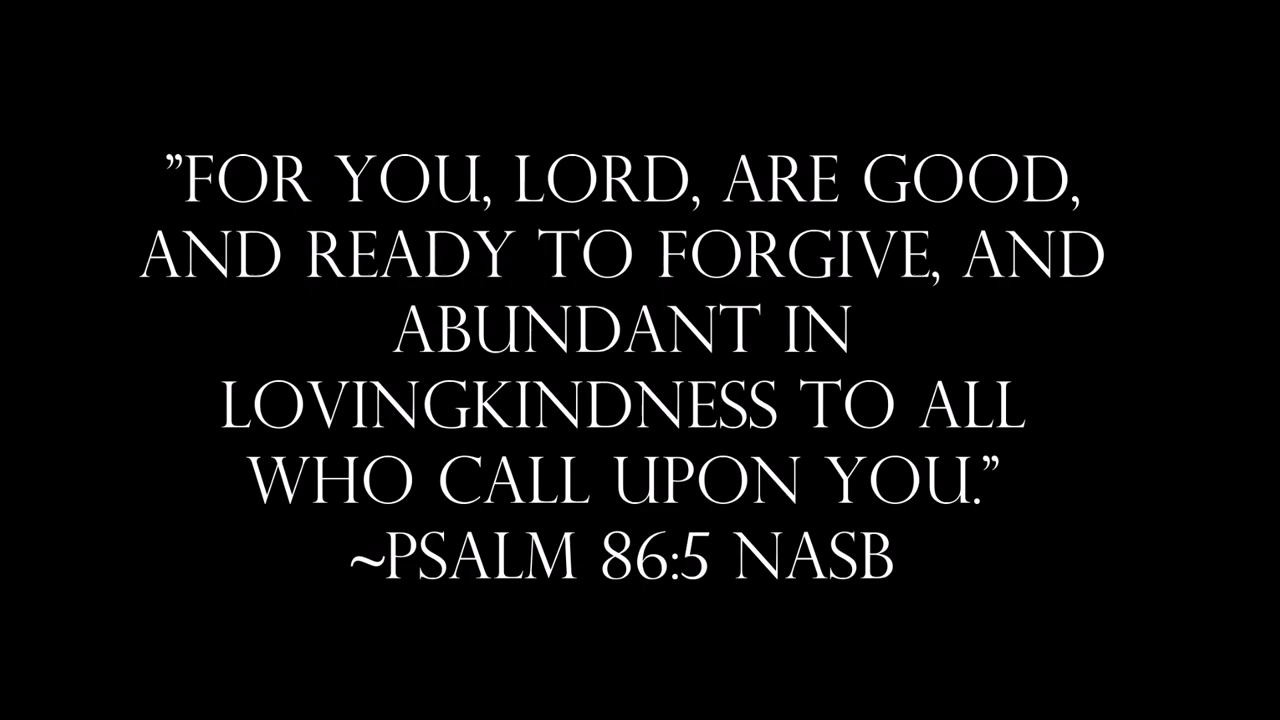 ”FOR YOU, LORD, ARE GOOD,
AND READY TO FORGIVE, AND
ABUNDANT IN
LOVINGKINDNESS TO ALL
WHO CALL UPON YOU.”
~PSALM 86:5 NASB